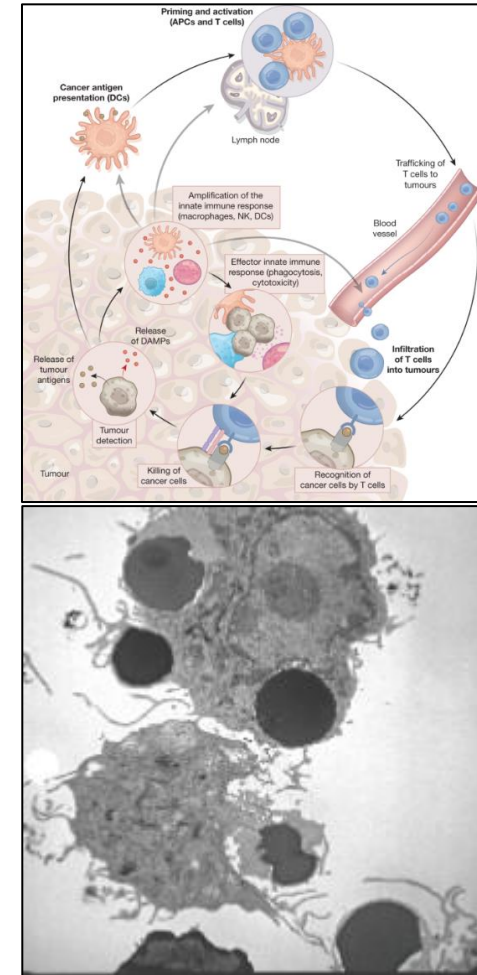 Priming and activation
(APCs and T cells)
Cancer antigen
presentation (DCs)
Lymph node
Trafficking of
T cells to
tumours
Amplification of the
innate immune response
(macrophages, NK, DCs)
Blood
vessel
Effector innate immune
response (phagocytosis,
cytotoxicity)
Release
of DAMPs
Release of
tumour
antigens
Infiltration
of T cells
into tumours
Tumour
detection
Tumour
Killing of
cancer cells
Recognition of
cancer cells by T cells